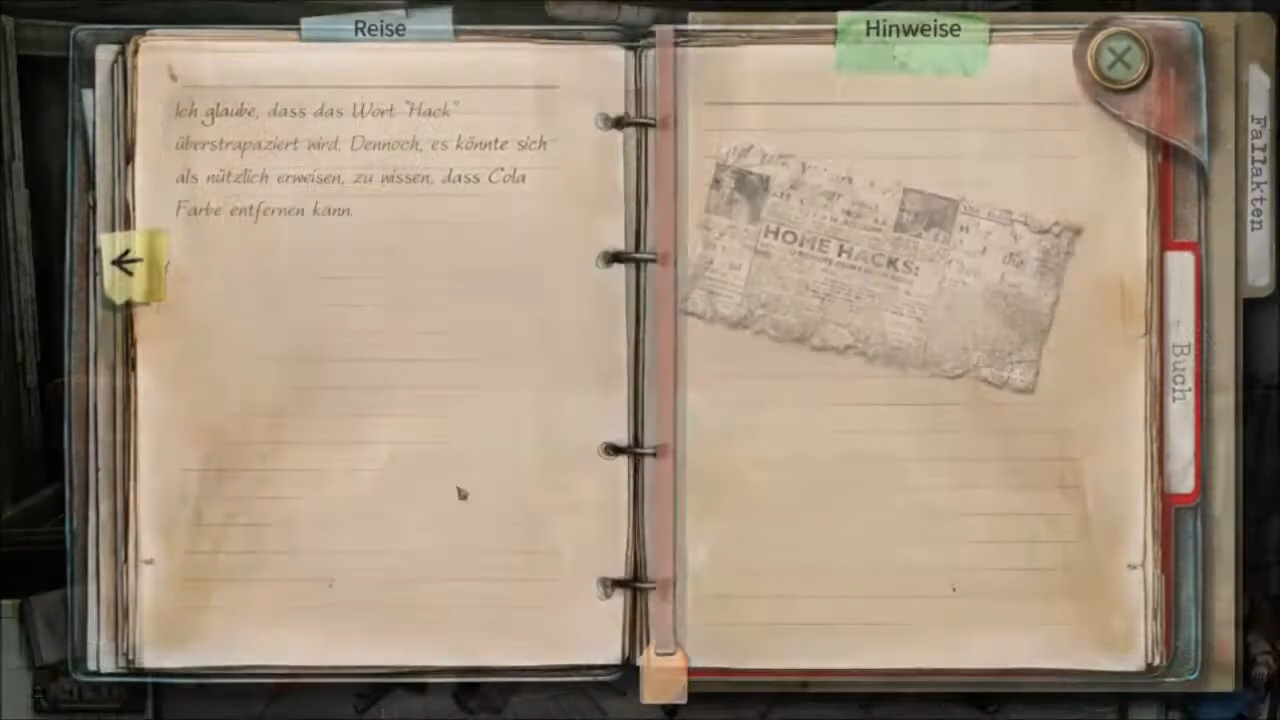 Reise
Ich glaube, dass das Wort "Hack"
überstrapaziert wird. Dennoch, es könnte sich
als nützlich erweisen, zu wissen, dass Cola
Farbe entfernen kann.
Hinweise
HOME HACKS:
the
Fallakten
Buch